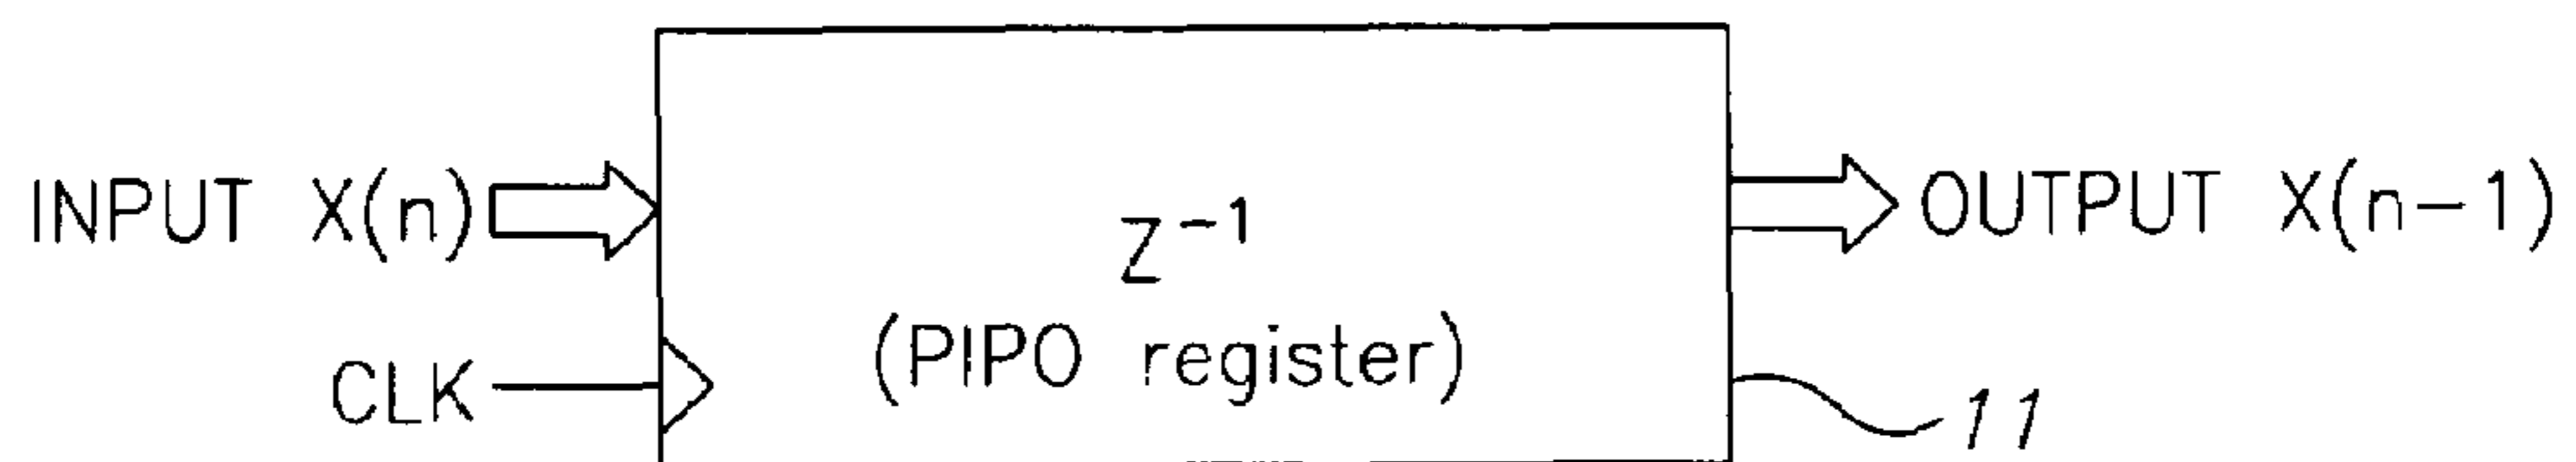 INPUT X(n)
Z⁻¹
OUTPUT X(n-1)
CLK
(PIPO register)
11